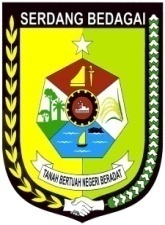 SERDANG BEDAGAI
TANAH BERTUAH NEGERI BERADAT